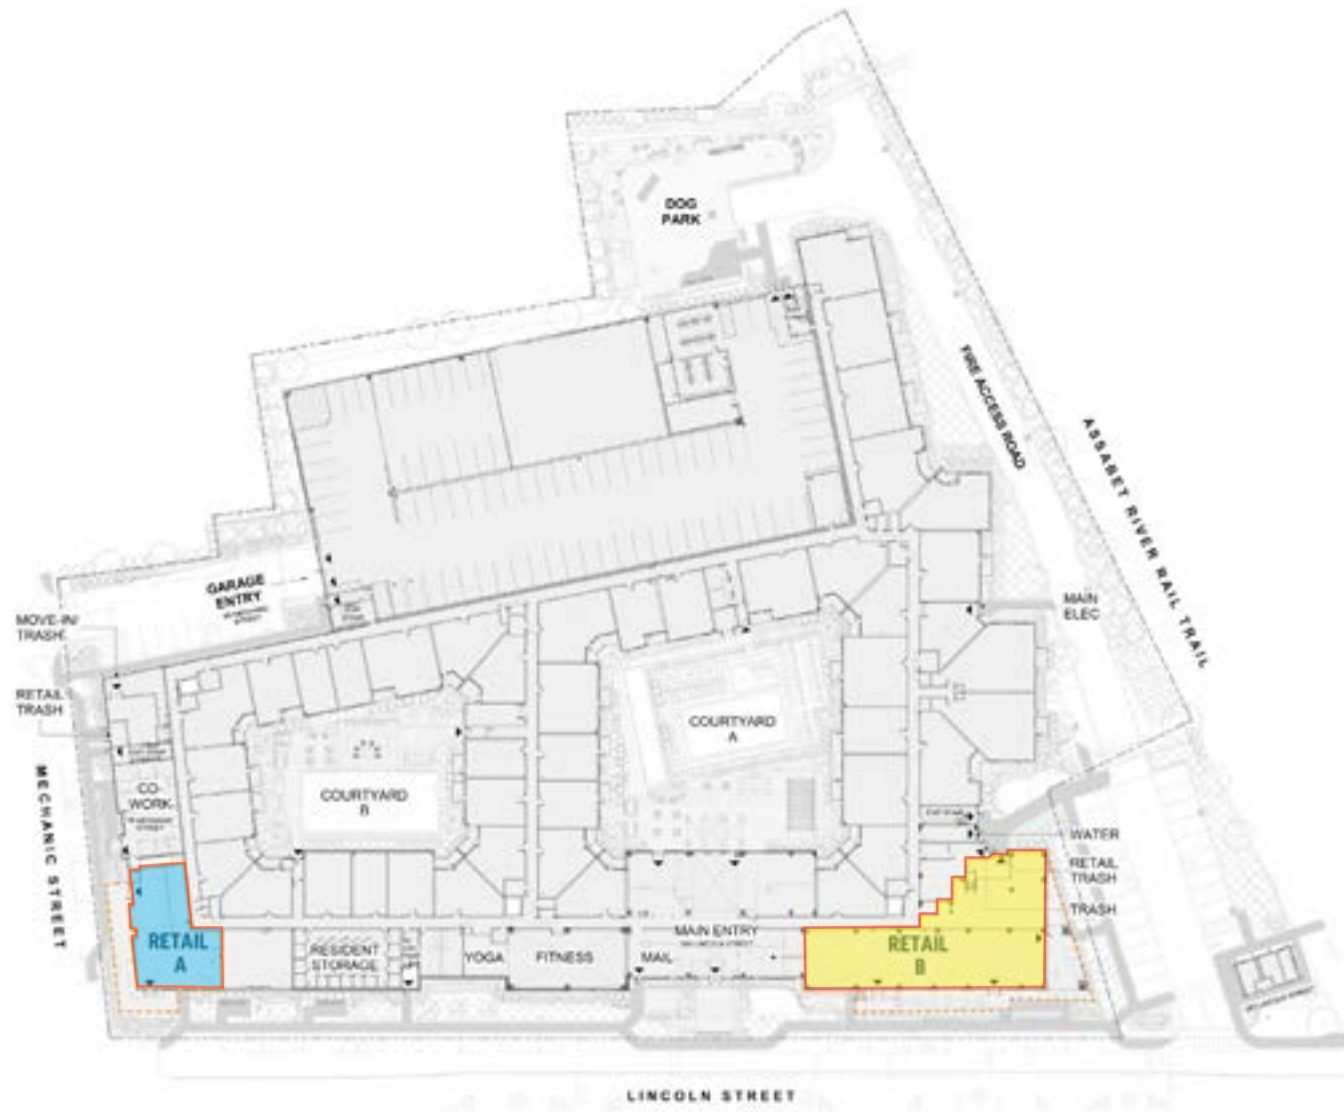 DOG
PARK
FIRE ACCESS ROAD
ASSABET RIVER RAIL TRAIL
GARAGE
ENTRY
MOVE-IN/
TRASH
MAIN
ELEC
RETAIL
TRASH
COURTYARD
A
MECHANIC STREET
CO-
WORK
COURTYARD
B
WATER
RETAIL
TRASH
TRASH
RETAIL
A
RESIDENT
STORAGE
YOGA
FITNESS
MAIL
MAIN ENTRY
RETAIL
B
LINCOLN STREET